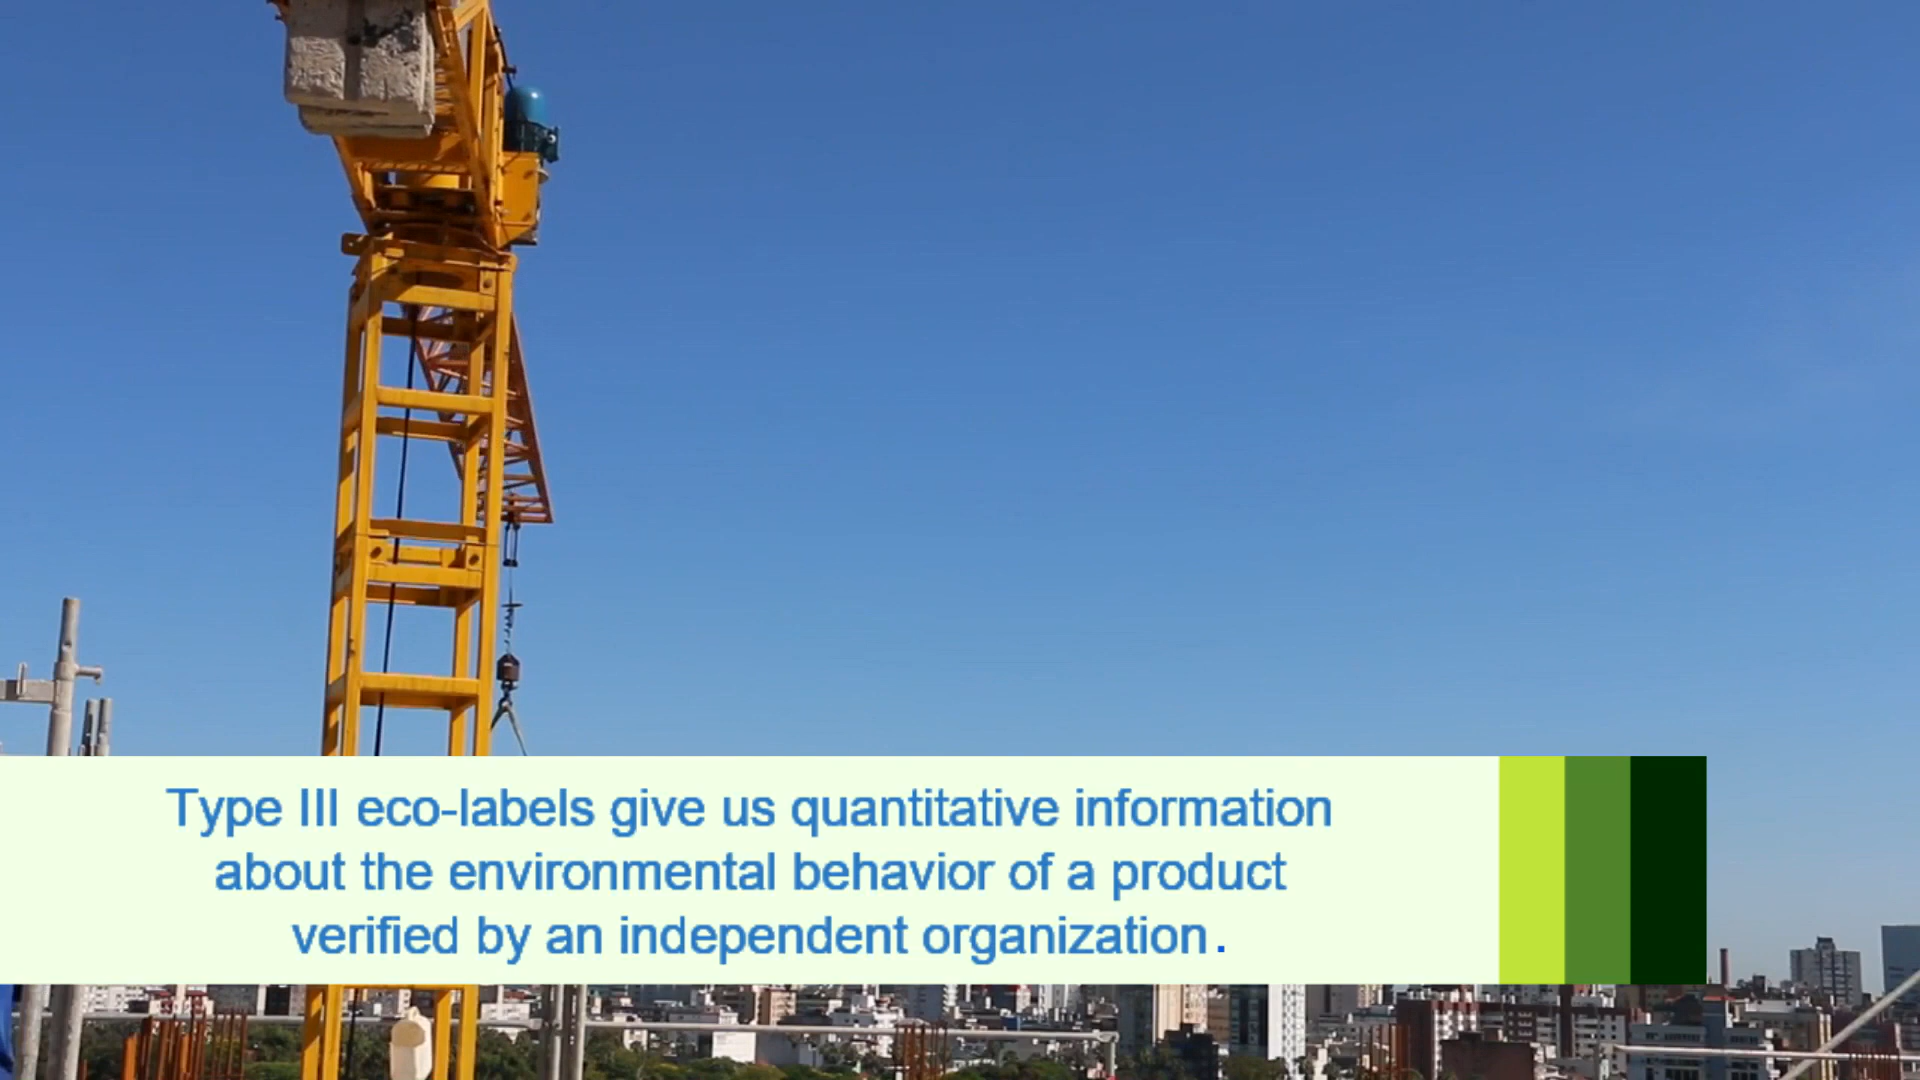 Type III eco-labels give us quantitative information
about the environmental behavior of a product
verified by an independent organization.